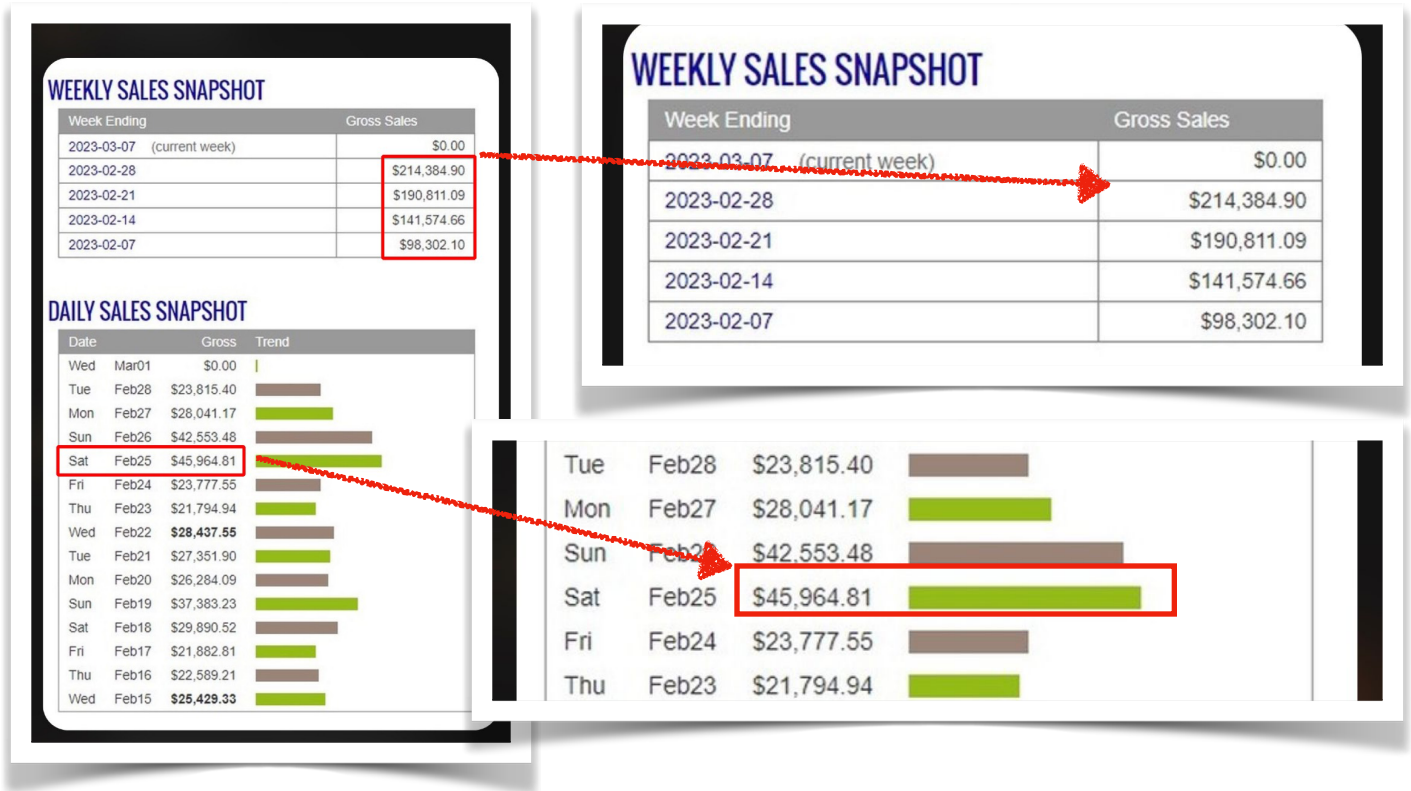 WEEKLY SALES SNAPSHOT
Week Ending Gross Sales
2023-03-07 (current week) $0.00
2023-02-28 $214,384.90
2023-02-21 $190,811.09
2023-02-14 $141,574.66
2023-02-07 $98,302.10
DAILY SALES SNAPSHOT
Date Gross Trend
Wed Mar01 $0.00
Tue Feb28 $23,815.40
Mon Feb27 $28,041.17
Sun Feb26 $42,553.48
Sat Feb25 $45,964.81
Fri Feb24 $23,777.55
Thu Feb23 $21,794.94
Wed Feb22 $28,437.55
Tue Feb21 $27,351.90
Mon Feb20 $26,284.09
Sun Feb19 $37,383.23
Sat Feb18 $29,890.52
Fri Feb17 $21,882.81
Thu Feb16 $22,589.21
Wed Feb15 $25,429.33
WEEKLY SALES SNAPSHOT
Week Ending Gross Sales
2023-03-07 (current week) $0.00
2023-02-28 $214,384.90
2023-02-21 $190,811.09
2023-02-14 $141,574.66
2023-02-07 $98,302.10
Tue Feb28 $23,815.40
Mon Feb27 $28,041.17
Sun $42,553.48
Sat Feb25 $45,964.81
Fri Feb24 $23,777.55
Thu Feb23 $21,794.94